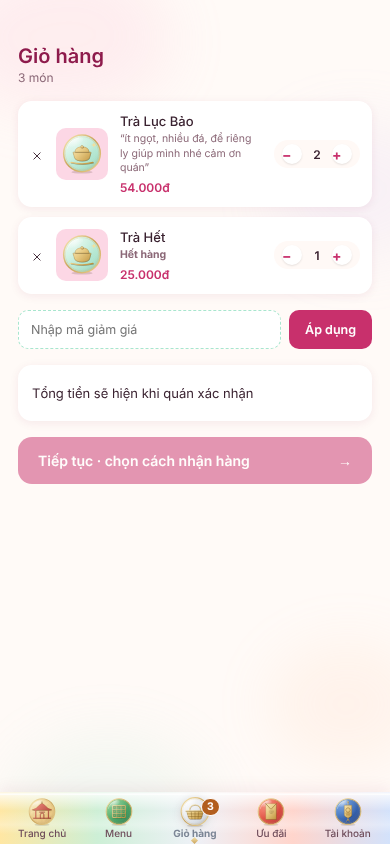 Giỏ hàng
3 món
Trà Lục Bảo
“ít ngọt, nhiều đá, để riêng
ly giúp mình nhé cảm ơn
quán”
54.000đ
× − 2 +
Trà Hết
Hết hàng
25.000đ
× − 1 +
Nhập mã giảm giá
Áp dụng
Tổng tiền sẽ hiện khi quán xác nhận
Tiếp tục · chọn cách nhận hàng →
3
Trang chủ Menu Giỏ hàng Ưu đãi Tài khoản